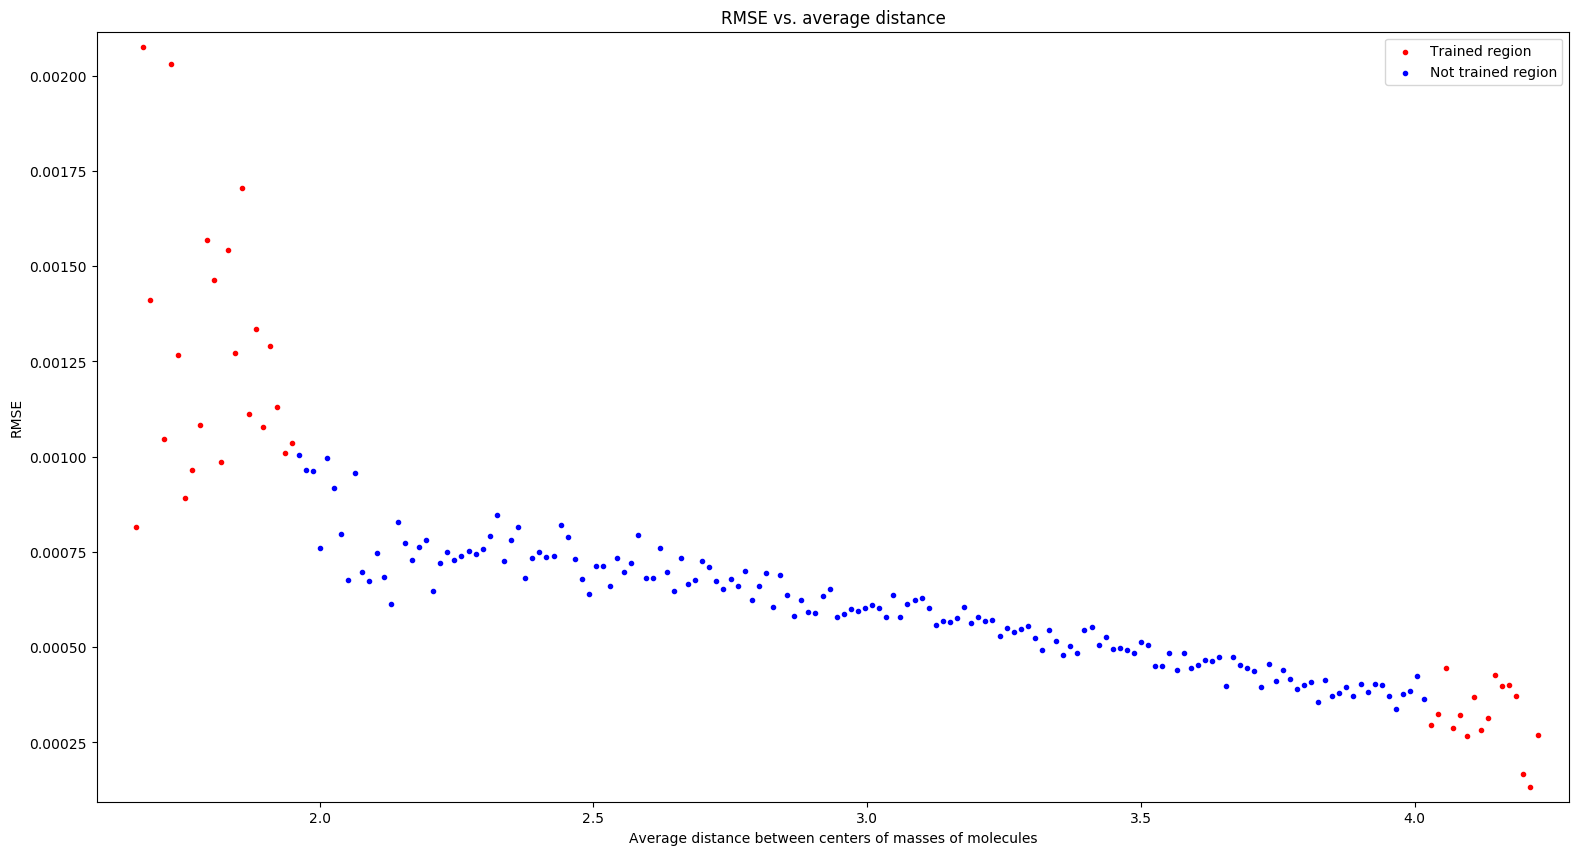 RMSE vs. average distance
Trained region
Not trained region
0.00200
0.00175
0.00150
0.00125
0.00100
0.00075
0.00050
0.00025
RMSE
2.0 2.5 3.0 3.5 4.0
Average distance between centers of masses of molecules